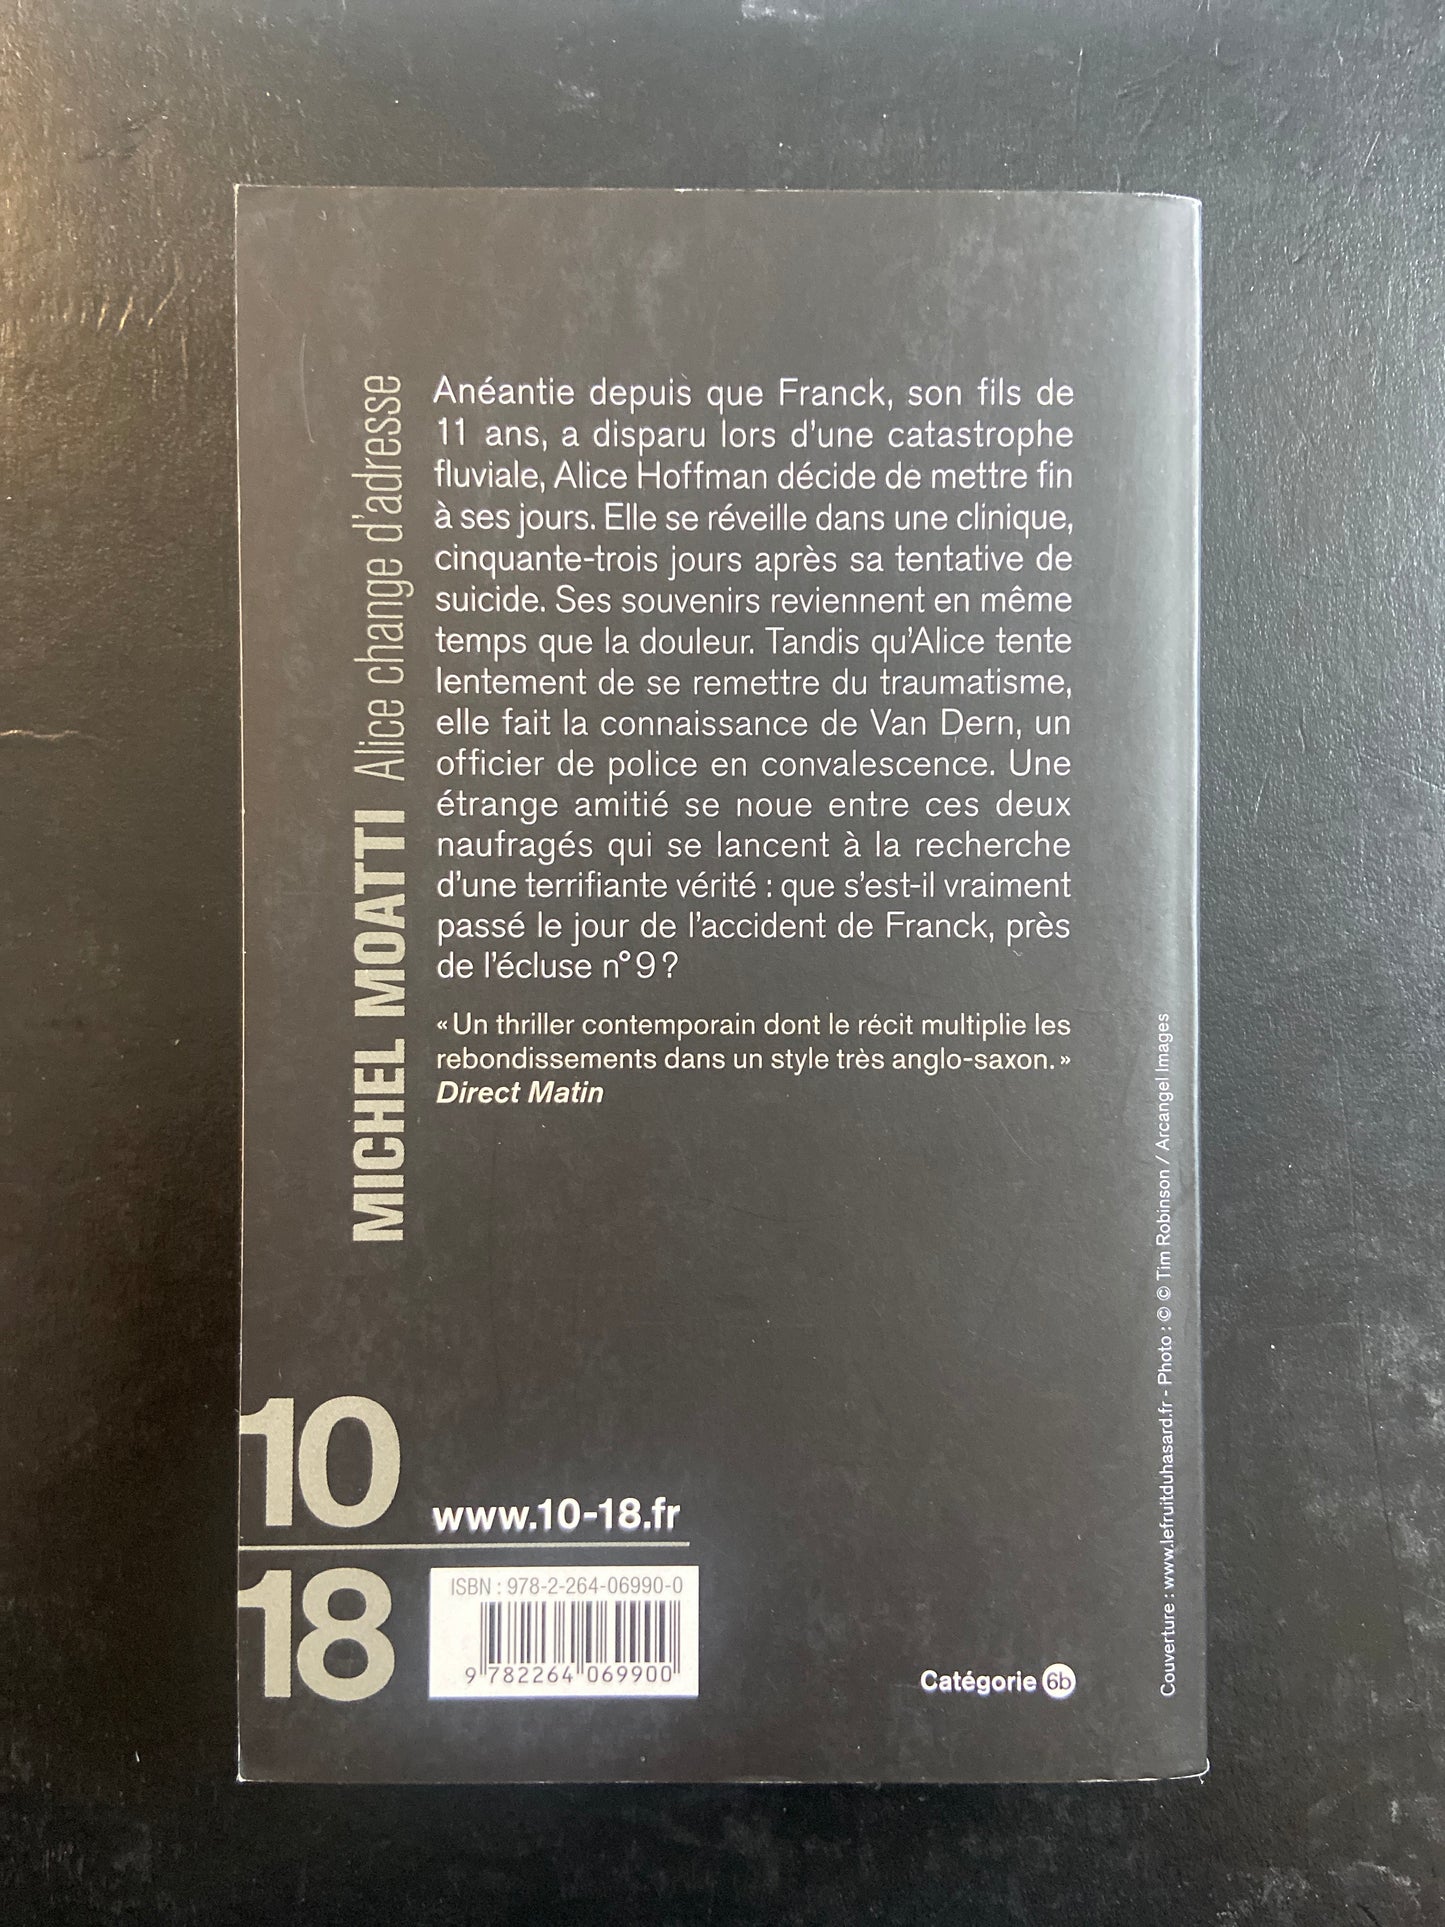 MICHEL MOATTI Alice change d'adresse
Anéantie depuis que Franck, son fils de
11 ans, a disparu lors d'une catastrophe
fluviale, Alice Hoffman décide de mettre fin
à ses jours. Elle se réveille dans une clinique,
cinquante-trois jours après sa tentative de
suicide. Ses souvenirs reviennent en même
temps que la douleur. Tandis qu'Alice tente
lentement de se remettre du traumatisme,
elle fait la connaissance de Van Dern, un
officier de police en convalescence. Une
étrange amitié se noue entre ces deux
naufragés qui se lancent à la recherche
d'une terrifiante vérité : que s'est-il vraiment
passé le jour de l'accident de Franck, près
de l'écluse n°9 ?
« Un thriller contemporain dont le récit multiplie les
rebondissements dans un style très anglo-saxon. »
Direct Matin
10
18
www.10-18.fr
ISBN : 978-2-264-06990-0
9 782264 069900
Catégorie 6b
Couverture : www.lefruitduhasard.fr - Photo : © © Tim Robinson / Arcangel Images